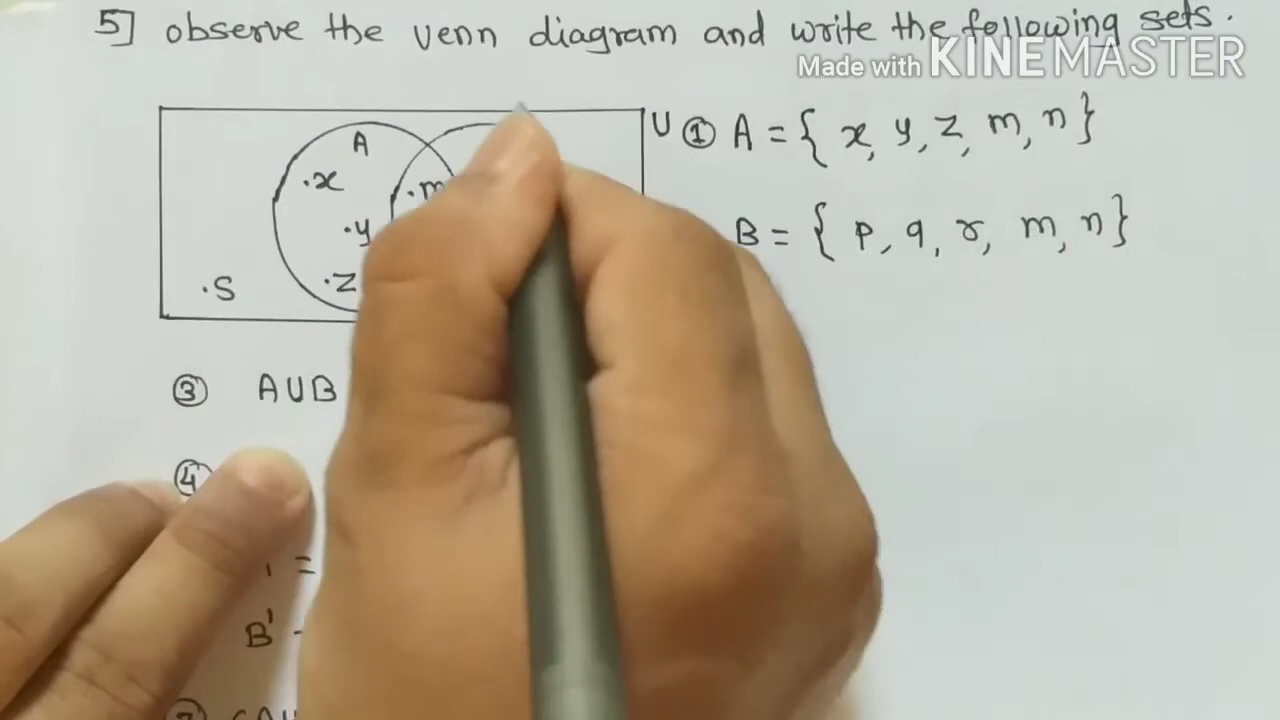 5] observe the venn diagram and write the following sets.
Made with KINEMASTER
U ① A = { x, y, z, m, n}
A
.x
.m
.y
B = { p, q, r, m, n}
.z
.S
③ A∪B
④
' =
B'